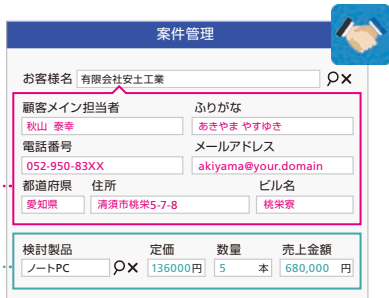 案件管理
お客様名 有限会社安土工業
顧客メイン担当者 ふりがな
秋山 泰幸 あきやま やすゆき
電話番号 メールアドレス
052-950-83XX akiyama@your.domain
都道府県 住所 ビル名
愛知県 清須市桃栄5-7-8 桃栄寮
検討製品 定価 数量 売上金額
ノートPC 136000円 5 本 680,000 円